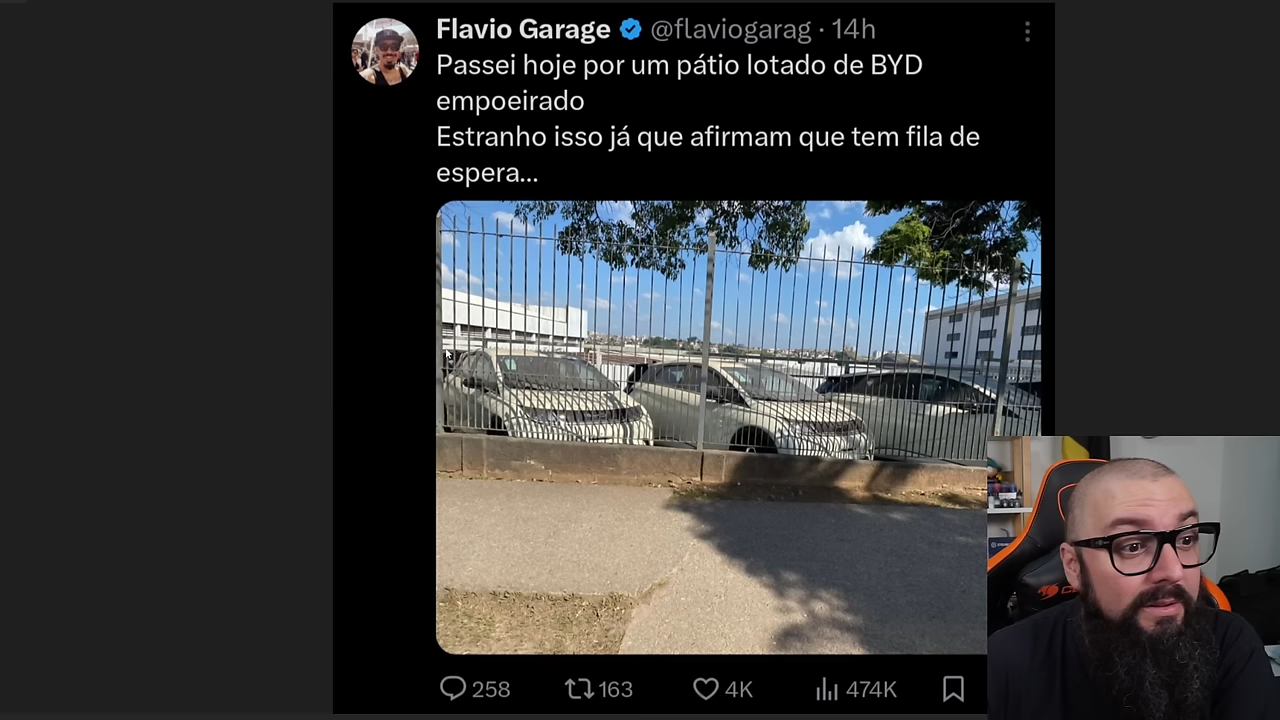 Flavio Garage @flaviogarag · 14h
Passei hoje por um pátio lotado de BYD
empoeirado
Estranho isso já que afirmam que tem fila de
espera...
258 163 4K 474K